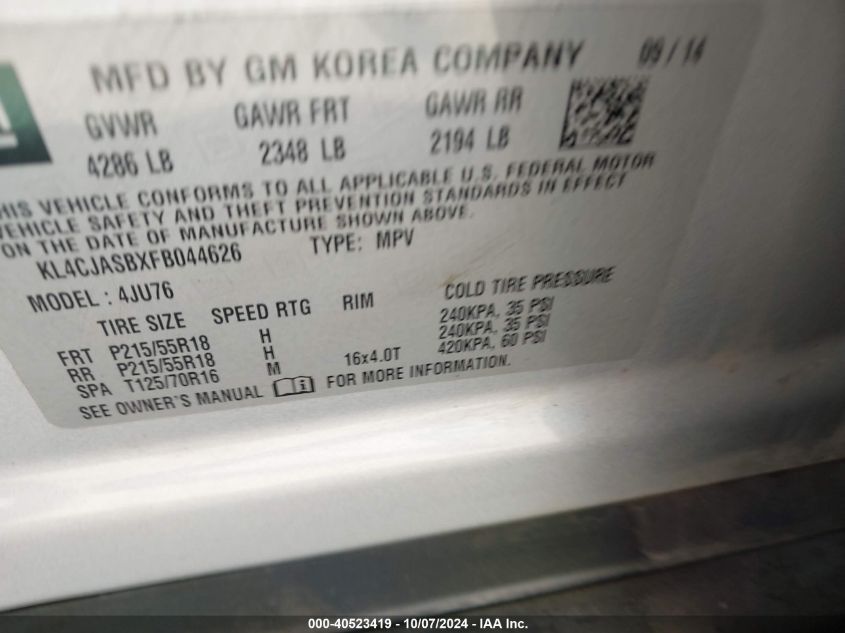 MFD BY GM KOREA COMPANY 09/14
GVWR GAWR FRT GAWR RR
4286 LB 2348 LB 2194 LB
THIS VEHICLE CONFORMS TO ALL APPLICABLE U.S. FEDERAL MOTOR
VEHICLE SAFETY AND THEFT PREVENTION STANDARDS IN EFFECT
ON THE DATE OF MANUFACTURE SHOWN ABOVE.
KL4CJASBXFB044626 TYPE: MPV
MODEL: 4JU76
TIRE SIZE SPEED RTG RIM COLD TIRE PRESSURE
FRT P215/55R18 H 240KPA, 35 PSI
RR P215/55R18 H 240KPA, 35 PSI
SPA T125/70R16 M 16x4.0T 420KPA, 60 PSI
SEE OWNER'S MANUAL FOR MORE INFORMATION.
000-40523419 - 10/07/2024 - IAA Inc.